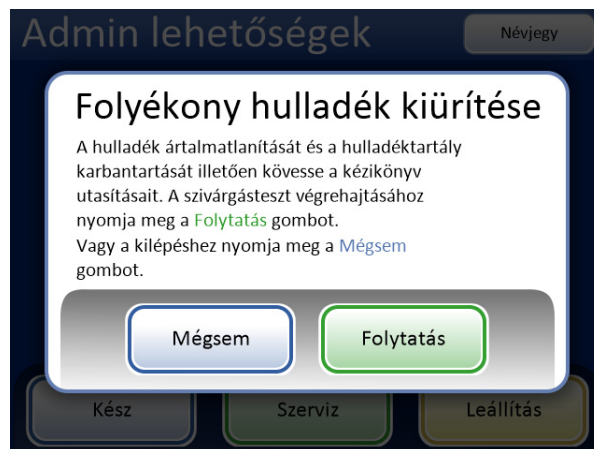 Admin lehetőségek
Névjegy
Folyékony hulladék kiürítése
A hulladék ártalmatlanítását és a hulladéktartály
karbantartását illetően kövesse a kézikönyv
utasításait. A szivárgásteszt végrehajtásához
nyomja meg a Folytatás gombot.
Vagy a kilépéshez nyomja meg a Mégsem
gombot.
Mégsem
Folytatás
Kész
Szerviz
Leállítás